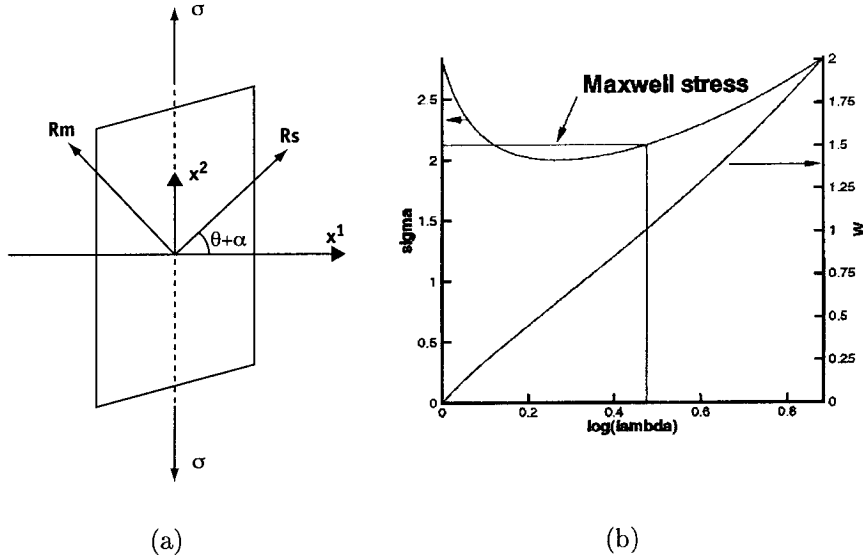 σ
Rm
Rs
x²
θ+α
x¹
σ
(a)
Maxwell stress
2 5
2
1.5
1
0.5
0
sigma
2
1.75
1.5
1.25
1
0.75
0.5
0.25
0
w
0
0.2
0.4
0.6
0.8
log(lambda)
(b)